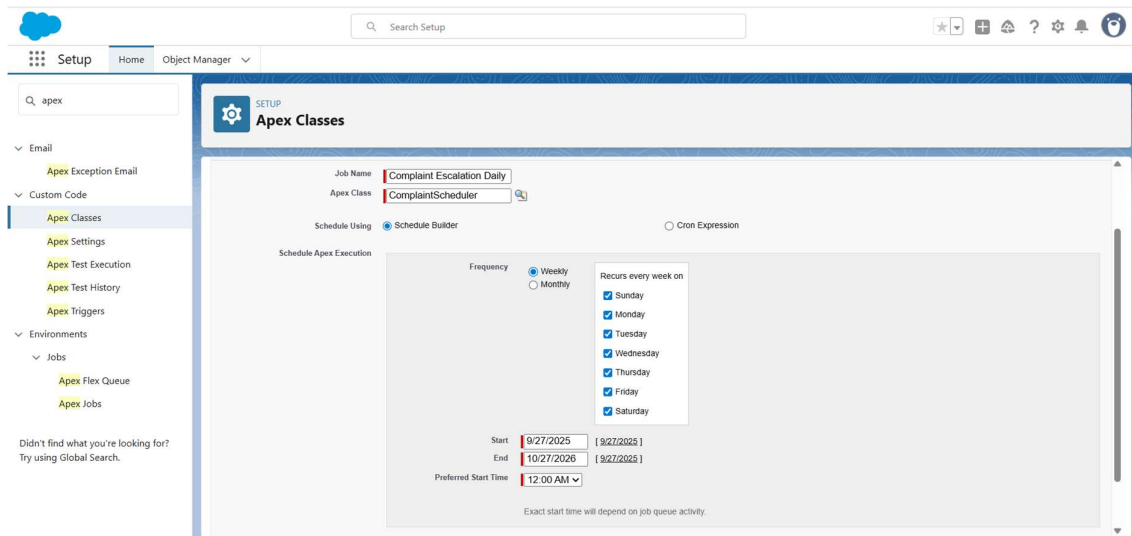 Search Setup
Setup
Home
Object Manager
apex
Email
Apex Exception Email
Custom Code
Apex Classes
Apex Settings
Apex Test Execution
Apex Test History
Apex Triggers
Environments
Jobs
Apex Flex Queue
Apex Jobs
Didn't find what you're looking for?
Try using Global Search.
SETUP
Apex Classes
Job Name Complaint Escalation Daily
Apex Class ComplaintScheduler
Schedule Using Schedule Builder Cron Expression
Schedule Apex Execution
Frequency Weekly
Monthly
Recurs every week on
Sunday
Monday
Tuesday
Wednesday
Thursday
Friday
Saturday
Start 9/27/2025 [ 9/27/2025 ]
End 10/27/2026 [ 9/27/2025 ]
Preferred Start Time 12:00 AM
Exact start time will depend on job queue activity.